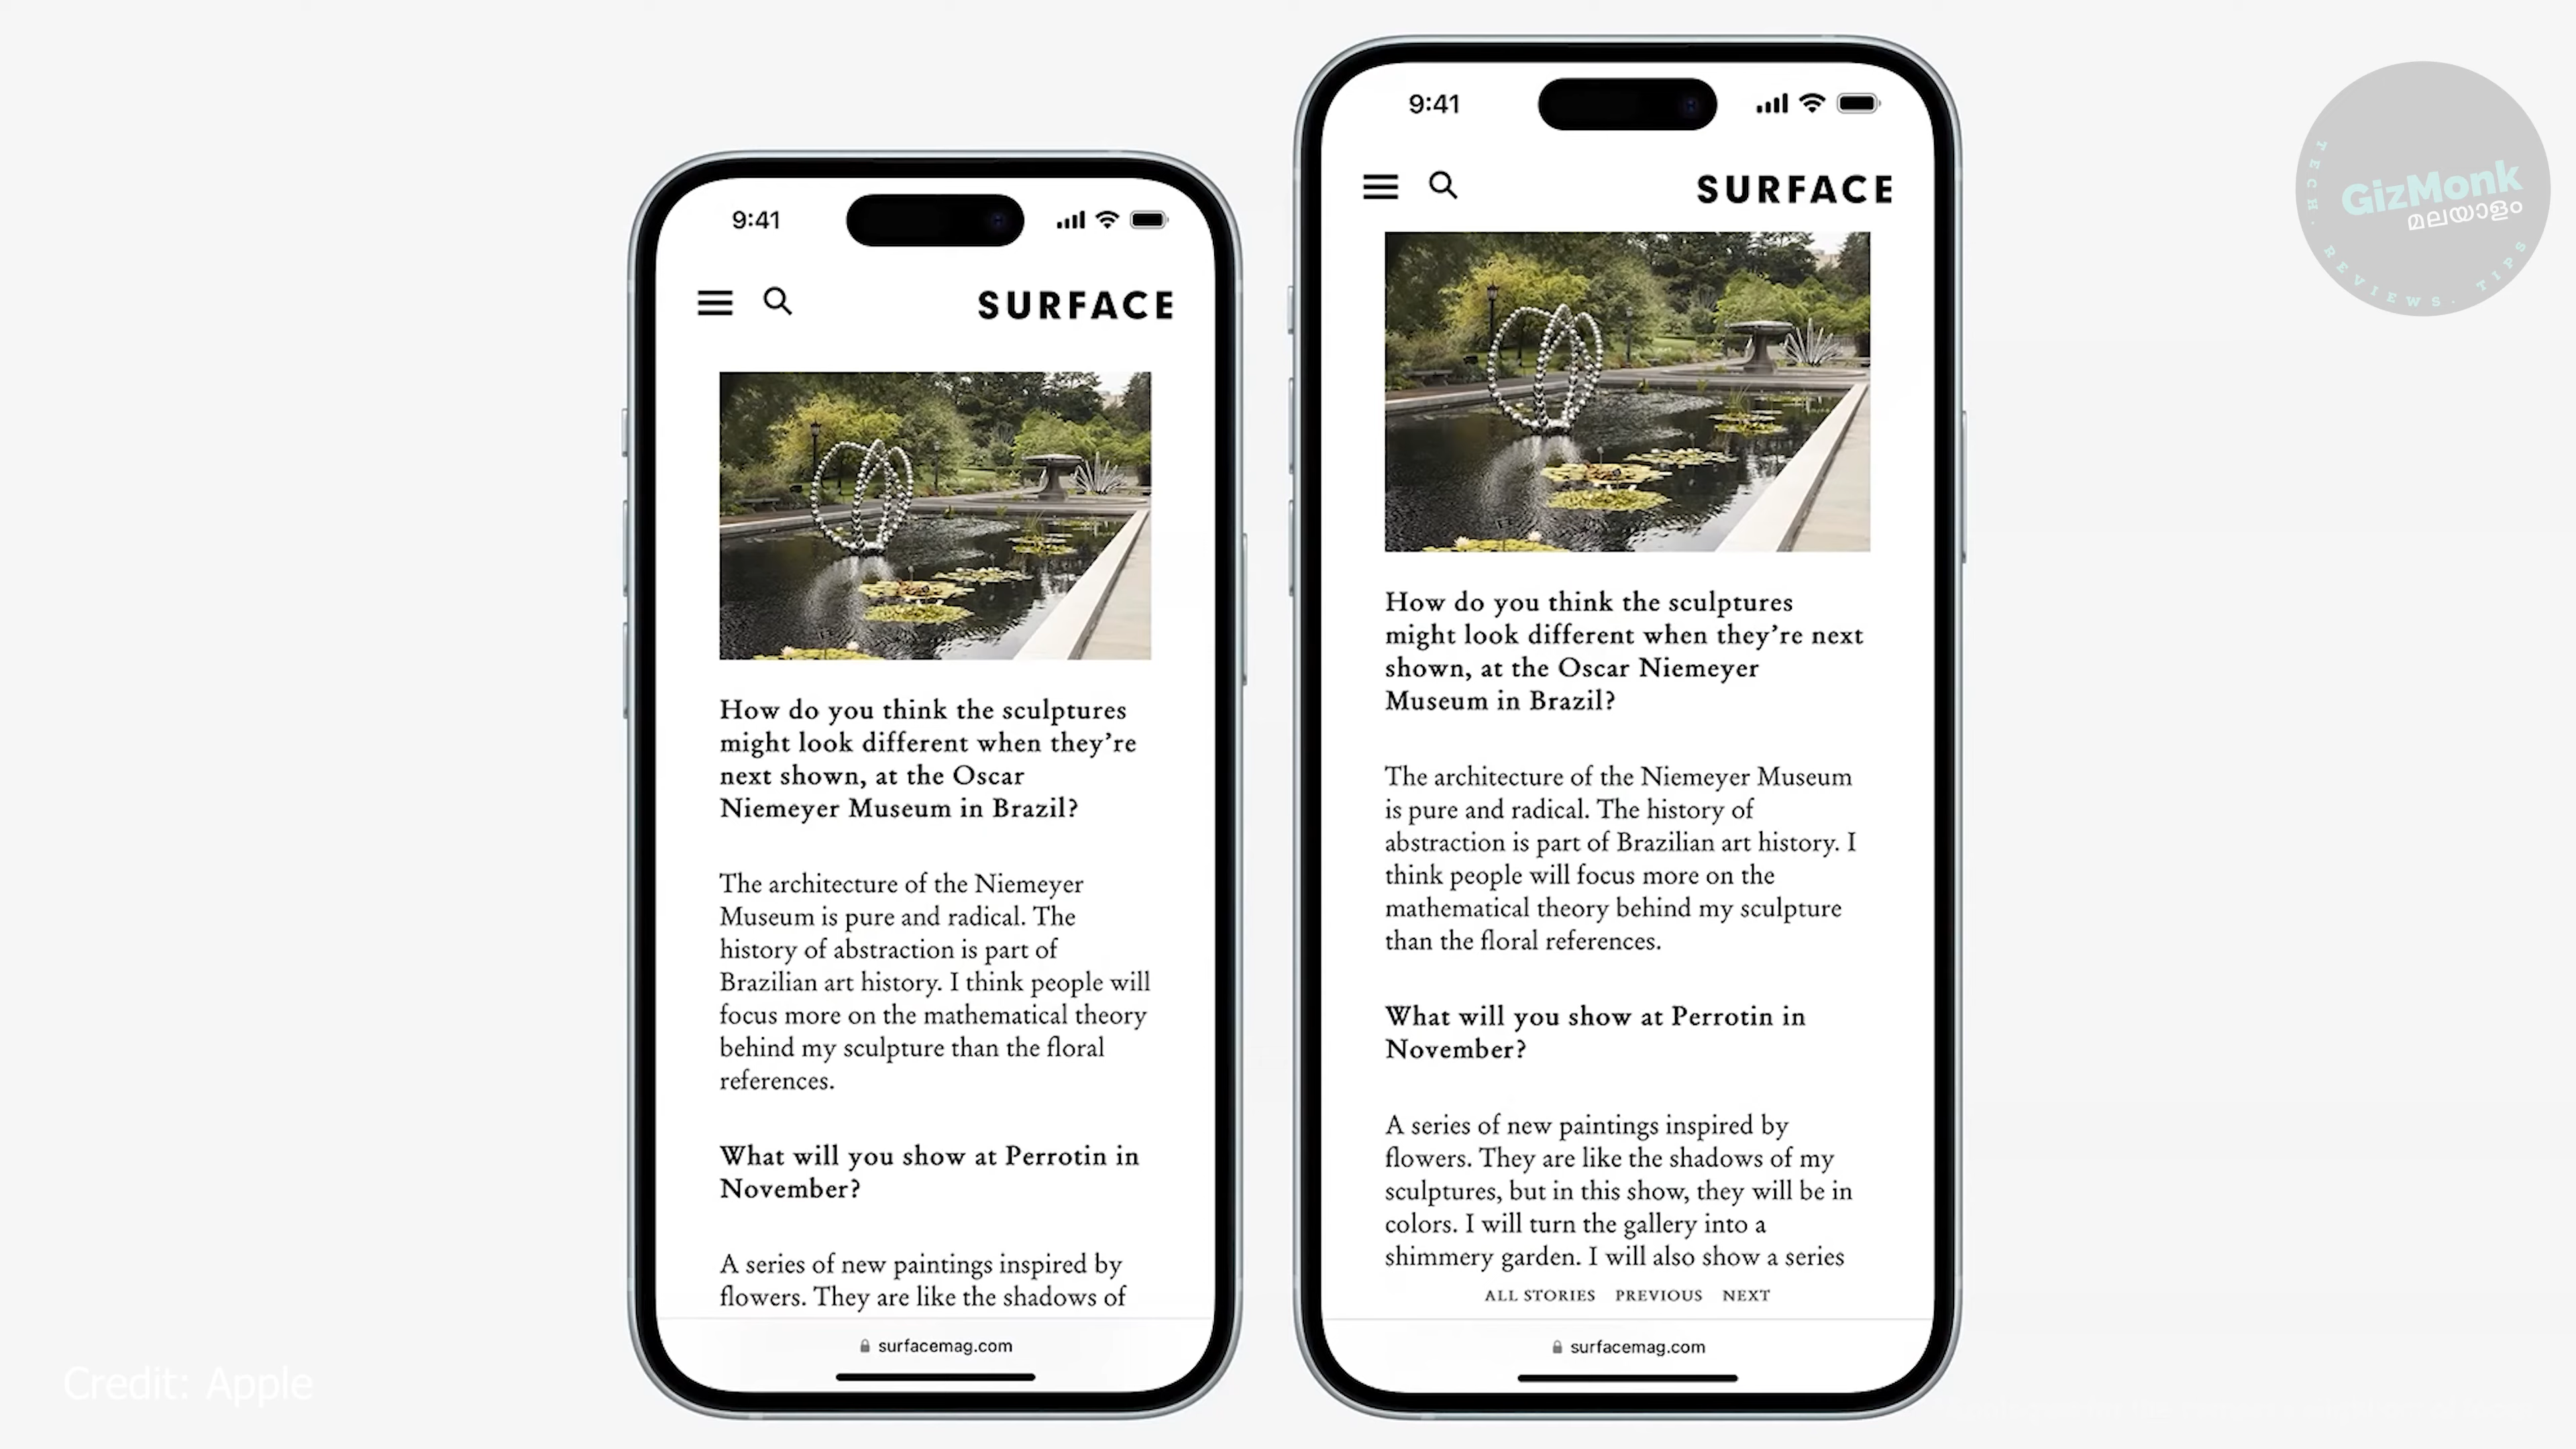 9:41
SURFACE
How do you think the sculptures
might look different when they’re
next shown, at the Oscar
Niemeyer Museum in Brazil?
The architecture of the Niemeyer
Museum is pure and radical. The
history of abstraction is part of
Brazilian art history. I think people will
focus more on the mathematical theory
behind my sculpture than the floral
references.
What will you show at Perrotin in
November?
A series of new paintings inspired by
flowers. They are like the shadows of
surfacemag.com
9:41
SURFACE
How do you think the sculptures
might look different when they’re next
shown, at the Oscar Niemeyer
Museum in Brazil?
The architecture of the Niemeyer Museum
is pure and radical. The history of
abstraction is part of Brazilian art history. I
think people will focus more on the
mathematical theory behind my sculpture
than the floral references.
What will you show at Perrotin in
November?
A series of new paintings inspired by
flowers. They are like the shadows of my
sculptures, but in this show, they will be in
colors. I will turn the gallery into a
shimmery garden. I will also show a series
ALL STORIES PREVIOUS NEXT
surfacemag.com
GizMonk
മലയാളം
TECH. REVIEWS. TIPS
Credit: Apple